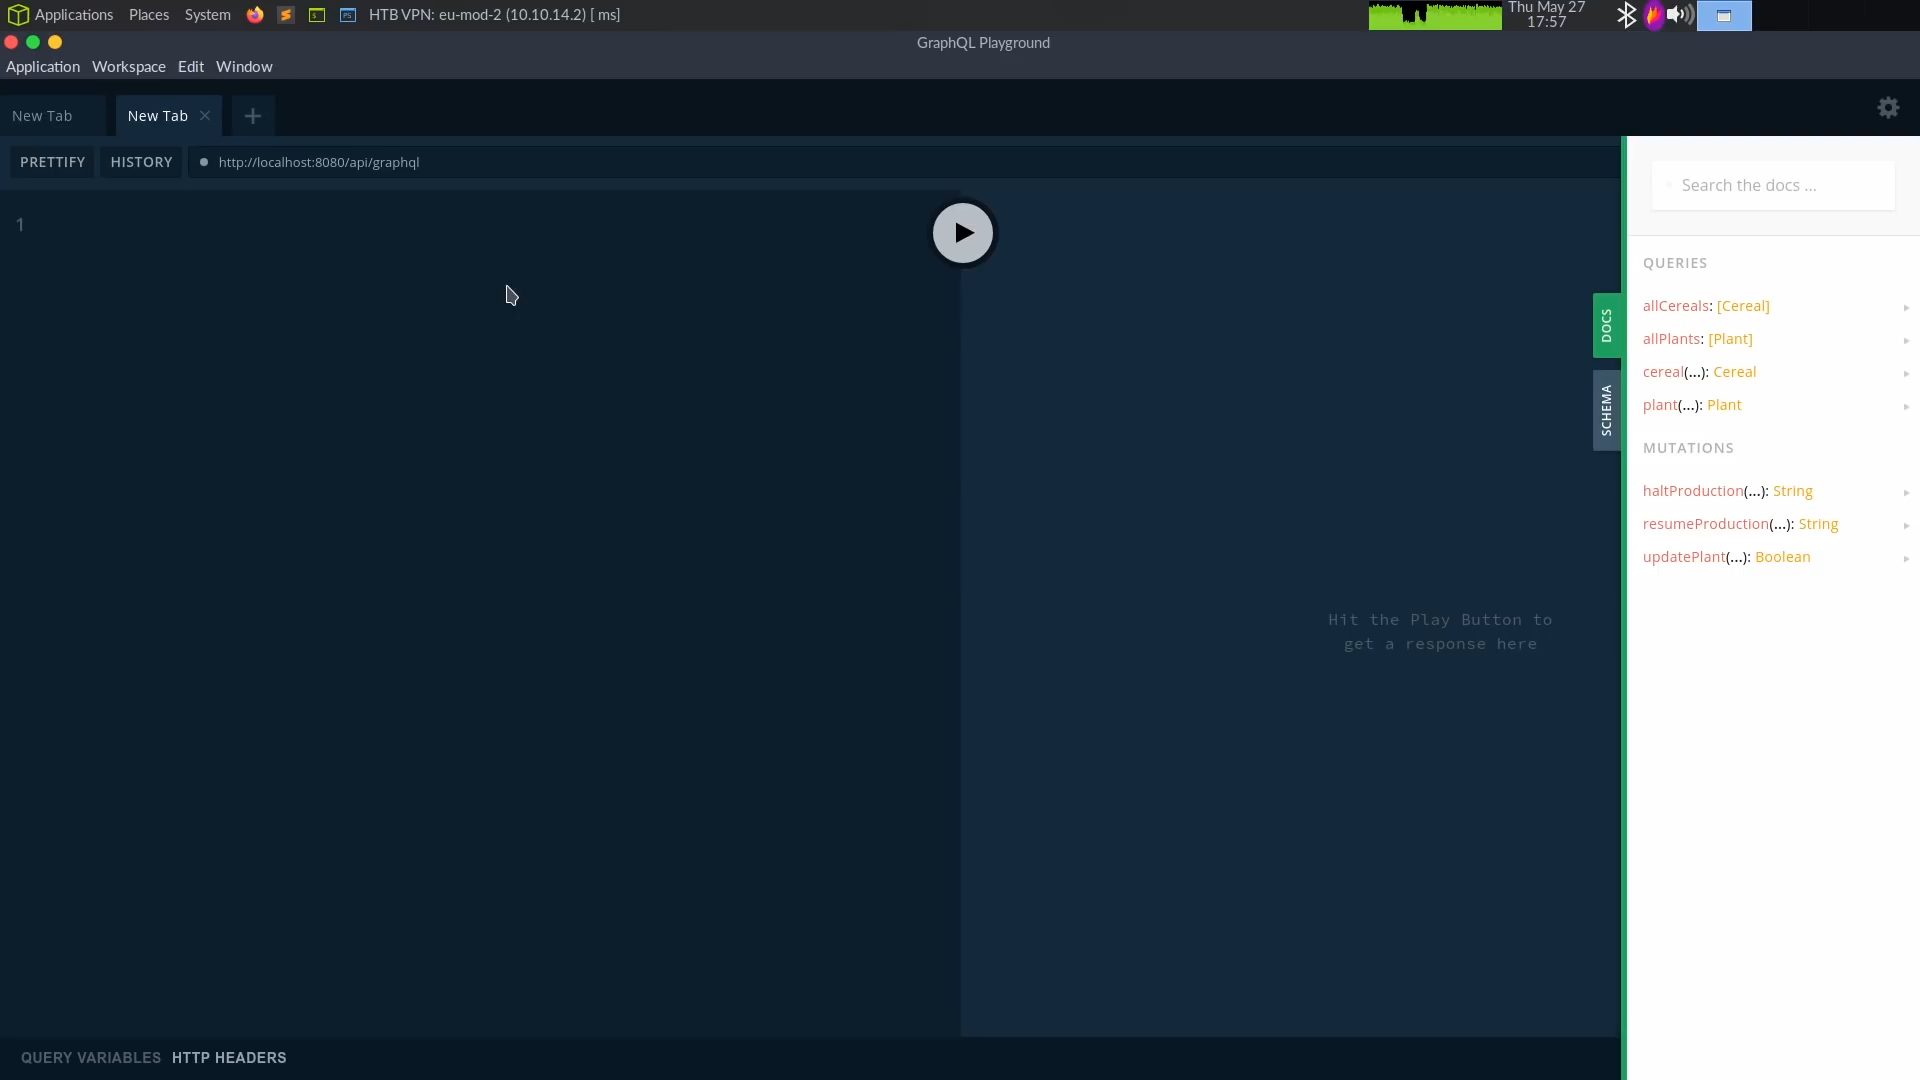 Applications Places System HTB VPN: eu-mod-2 (10.10.14.2) [ ms] Thu May 27
17:57
GraphQL Playground
Application Workspace Edit Window
New Tab New Tab
PRETTIFY HISTORY http://localhost:8080/api/graphql
Search the docs ...
1
QUERIES
allCereals: [Cereal]
allPlants: [Plant]
cereal(...): Cereal
plant(...): Plant
DOCS
SCHEMA
MUTATIONS
haltProduction(...): String
resumeProduction(...): String
updatePlant(...): Boolean
Hit the Play Button to
get a response here
QUERY VARIABLES HTTP HEADERS